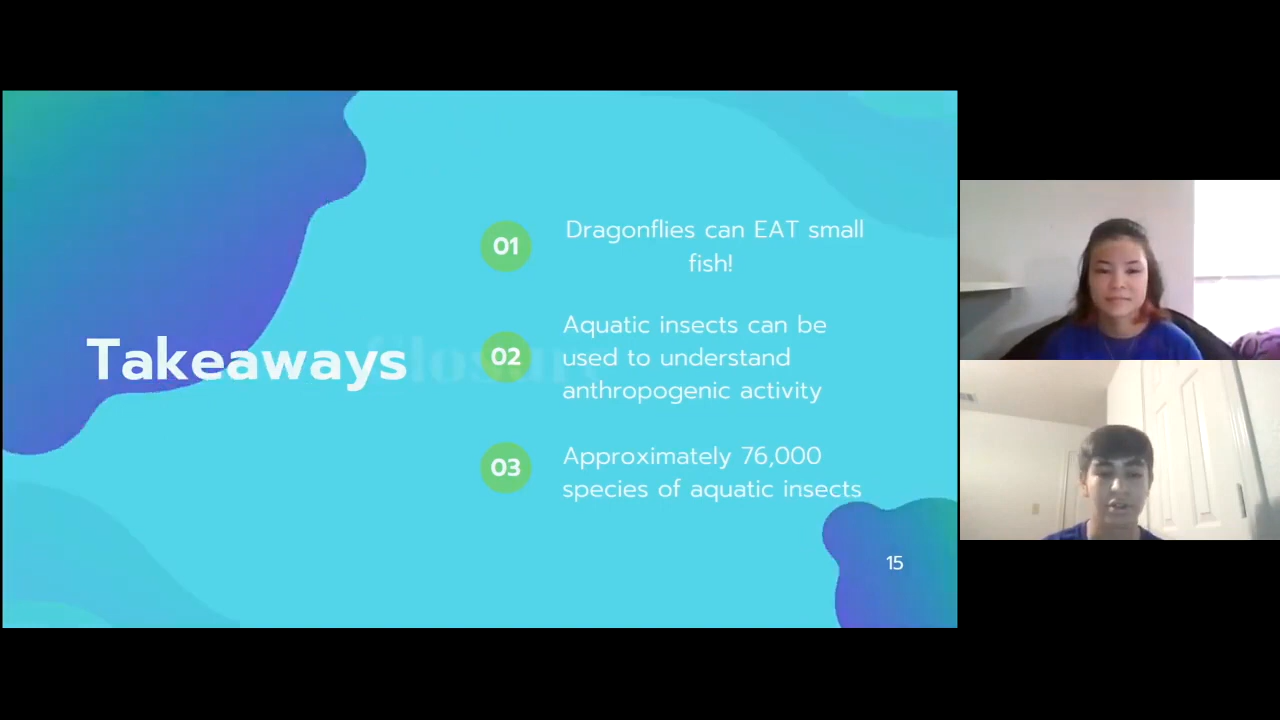 Takeaways
01
Dragonflies can EAT small
fish!
02
Aquatic insects can be
used to understand
anthropogenic activity
03
Approximately 76,000
species of aquatic insects
15